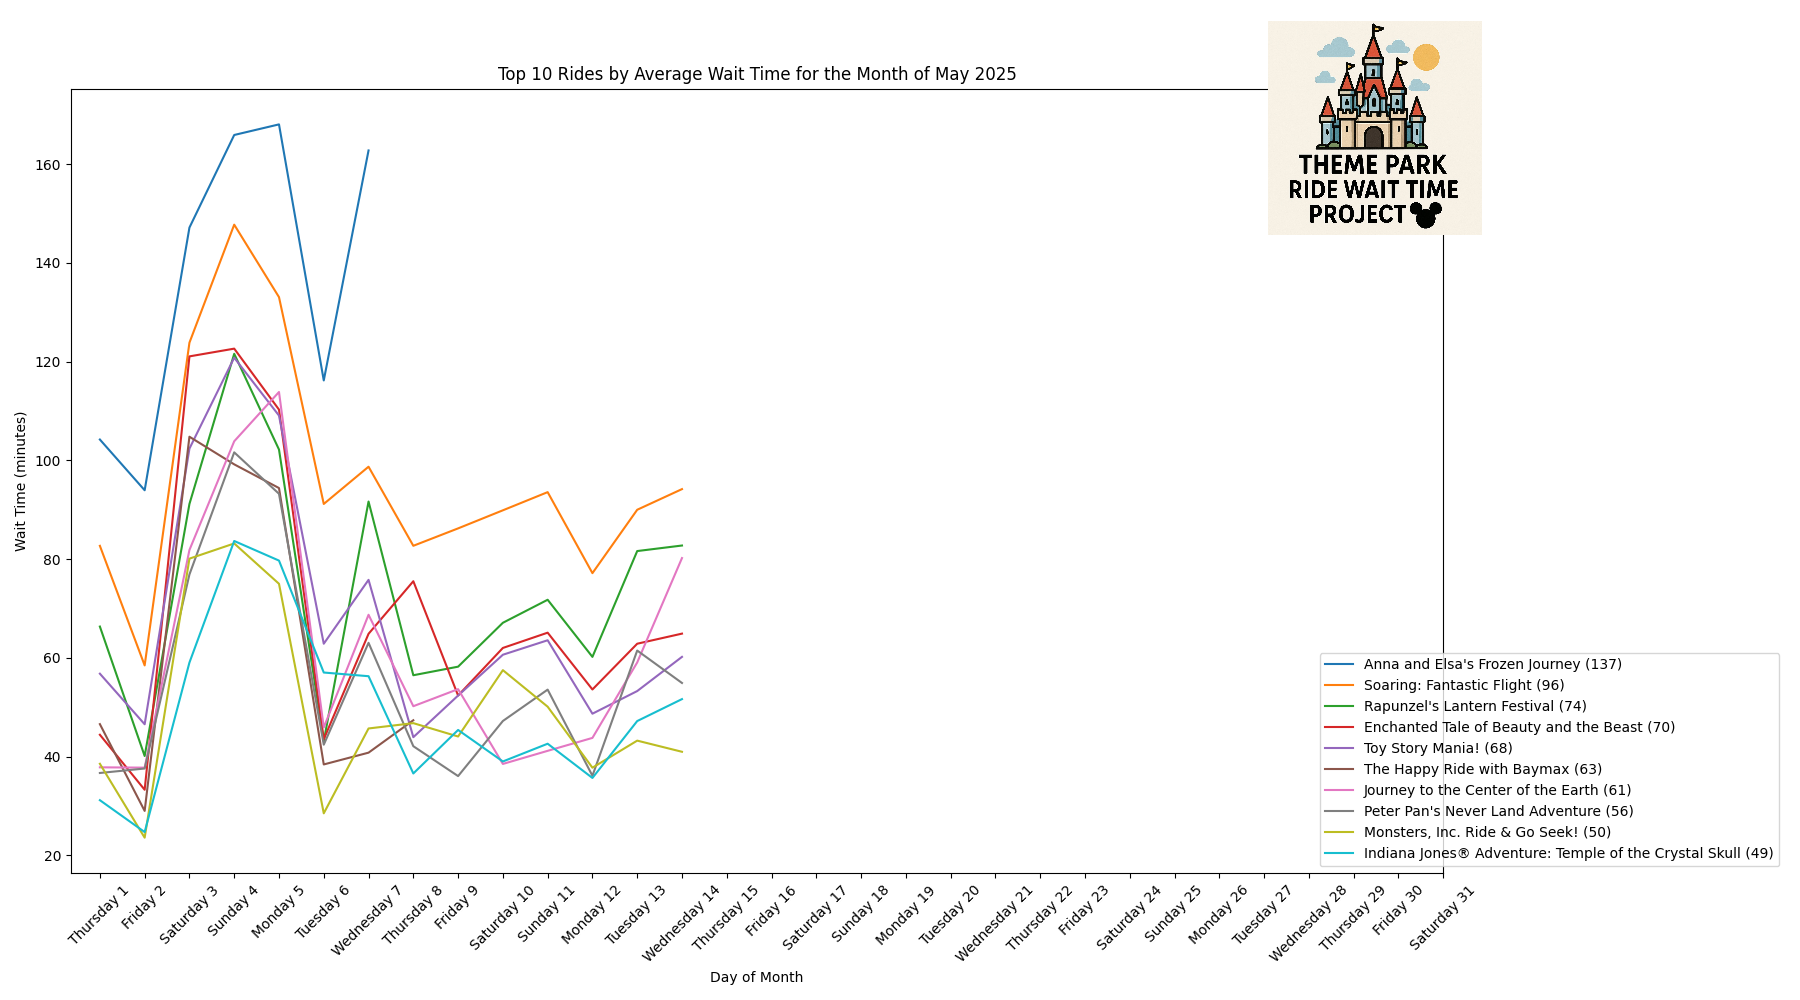 THEME PARK
RIDE WAIT TIME
PROJECT
Top 10 Rides by Average Wait Time for the Month of May 2025
Wait Time (minutes)
160
140
120
100
80
60
40
20
Anna and Elsa's Frozen Journey (137)
Soaring: Fantastic Flight (96)
Rapunzel's Lantern Festival (74)
Enchanted Tale of Beauty and the Beast (70)
Toy Story Mania! (68)
The Happy Ride with Baymax (63)
Journey to the Center of the Earth (61)
Peter Pan's Never Land Adventure (56)
Monsters, Inc. Ride & Go Seek! (50)
Indiana Jones® Adventure: Temple of the Crystal Skull (49)
Thursday 1
Friday 2
Saturday 3
Sunday 4
Monday 5
Tuesday 6
Wednesday 7
Thursday 8
Friday 9
Saturday 10
Sunday 11
Monday 12
Tuesday 13
Wednesday 14
Thursday 15
Friday 16
Saturday 17
Sunday 18
Monday 19
Tuesday 20
Wednesday 21
Thursday 22
Friday 23
Saturday 24
Sunday 25
Monday 26
Tuesday 27
Wednesday 28
Thursday 29
Friday 30
Saturday 31
Day of Month